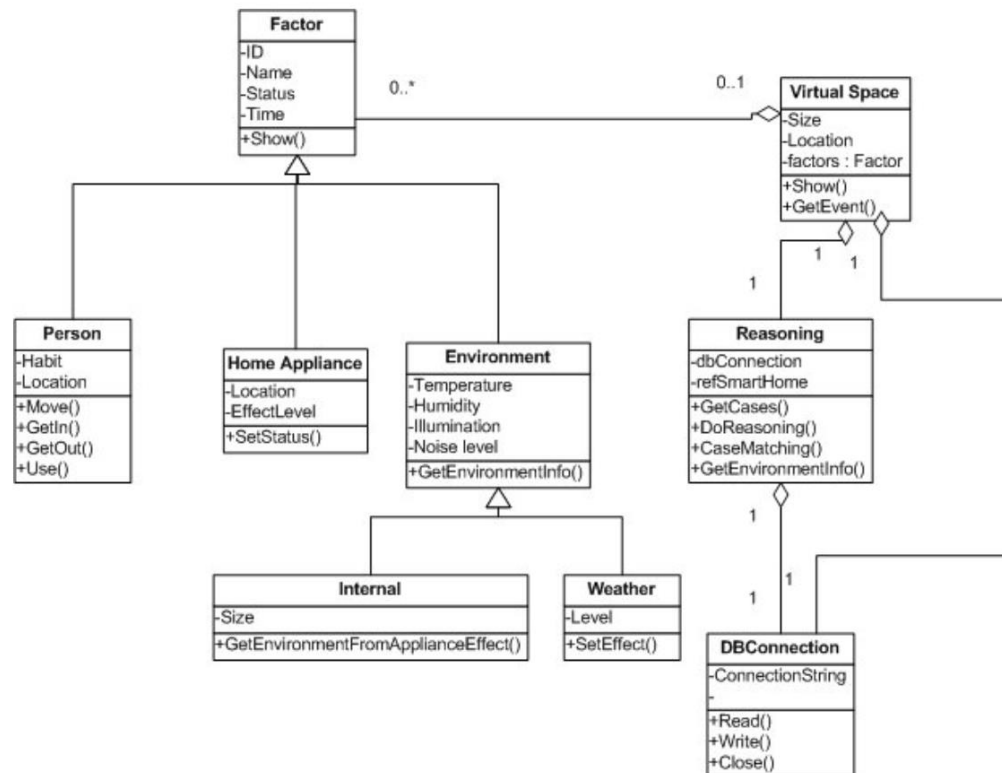 Factor
-ID
-Name
-Status
-Time
+Show()
0..*
0..1
Virtual Space
-Size
-Location
-factors : Factor
+Show()
+GetEvent()
1
1
1
Person
-Habit
-Location
+Move()
+GetIn()
+GetOut()
+Use()
Home Appliance
-Location
-EffectLevel
+SetStatus()
Environment
-Temperature
-Humidity
-Illumination
-Noise level
+GetEnvironmentInfo()
Reasoning
-dbConnection
-refSmartHome
+GetCases()
+DoReasoning()
+CaseMatching()
+GetEnvironmentInfo()
1
1
1
Internal
-Size
+GetEnvironmentFromApplianceEffect()
Weather
-Level
+SetEffect()
DBConnection
-ConnectionString
-
+Read()
+Write()
+Close()